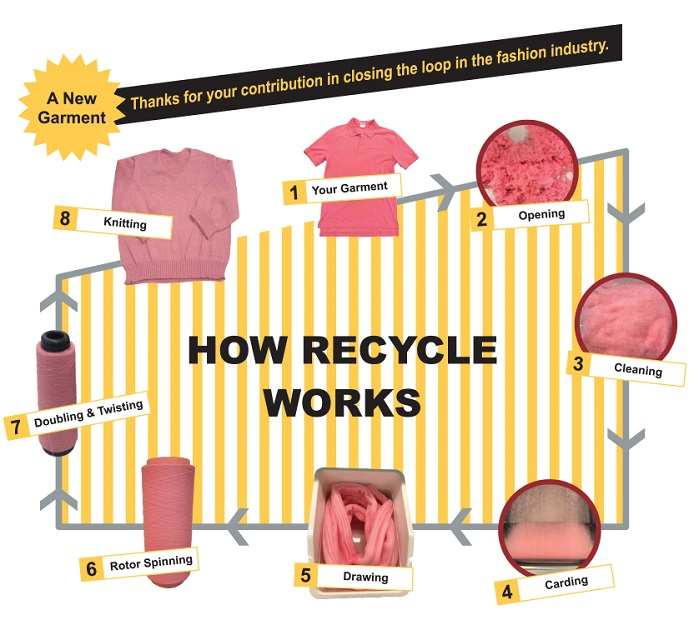 Thanks for your contribution in closing the loop in the fashion industry.
A New
Garment
1 Your Garment
2 Opening
3 Cleaning
4 Carding
5 Drawing
6 Rotor Spinning
7 Doubling & Twisting
8 Knitting
HOW RECYCLE
WORKS